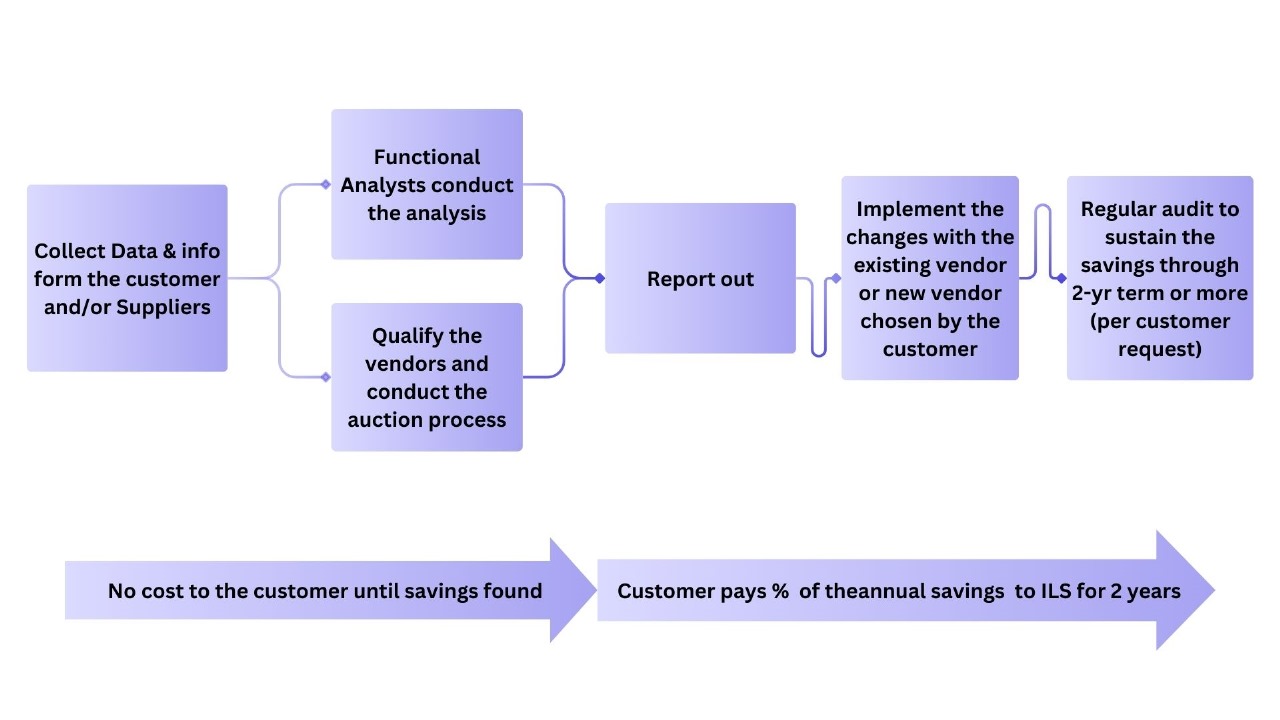 Collect Data & info
form the customer
and/or Suppliers
Functional
Analysts conduct
the analysis
Qualify the
vendors and
conduct the
auction process
Report out
Implement the
changes with the
existing vendor
or new vendor
chosen by the
customer
Regular audit to
sustain the
savings through
2-yr term or more
(per customer
request)
No cost to the customer until savings found
Customer pays %  of theannual savings  to ILS for 2 years